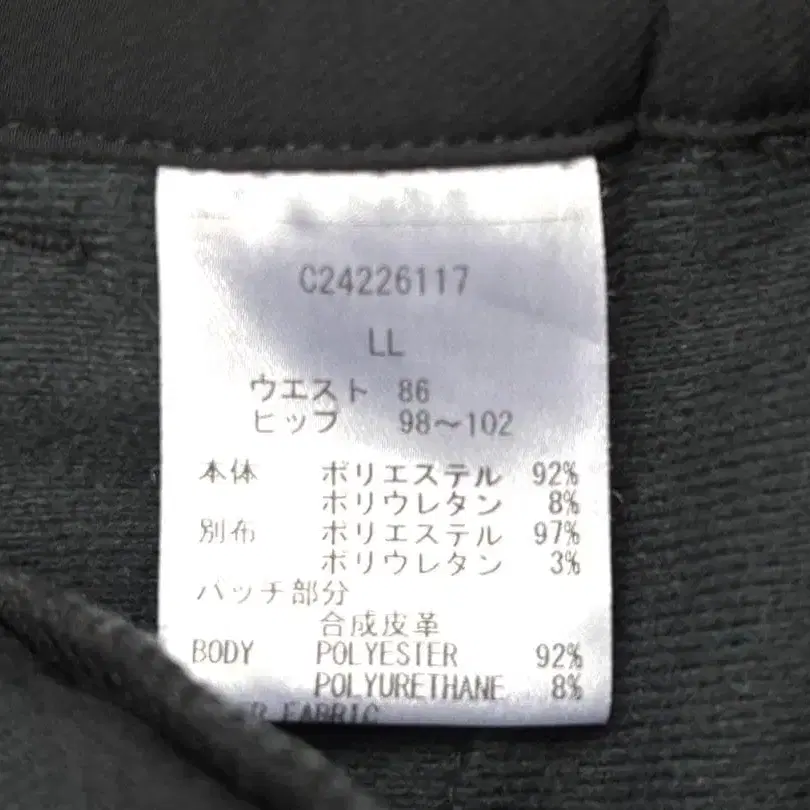 C24226117
LL
ウエスト 86
ヒップ 98～102
本体 ポリエステル 92%
ポリウレタン 8%
別布 ポリエステル 97%
ポリウレタン 3%
パッチ部分
合成皮革
BODY POLYESTER 92%
POLYURETHANE 8%
FABRIC